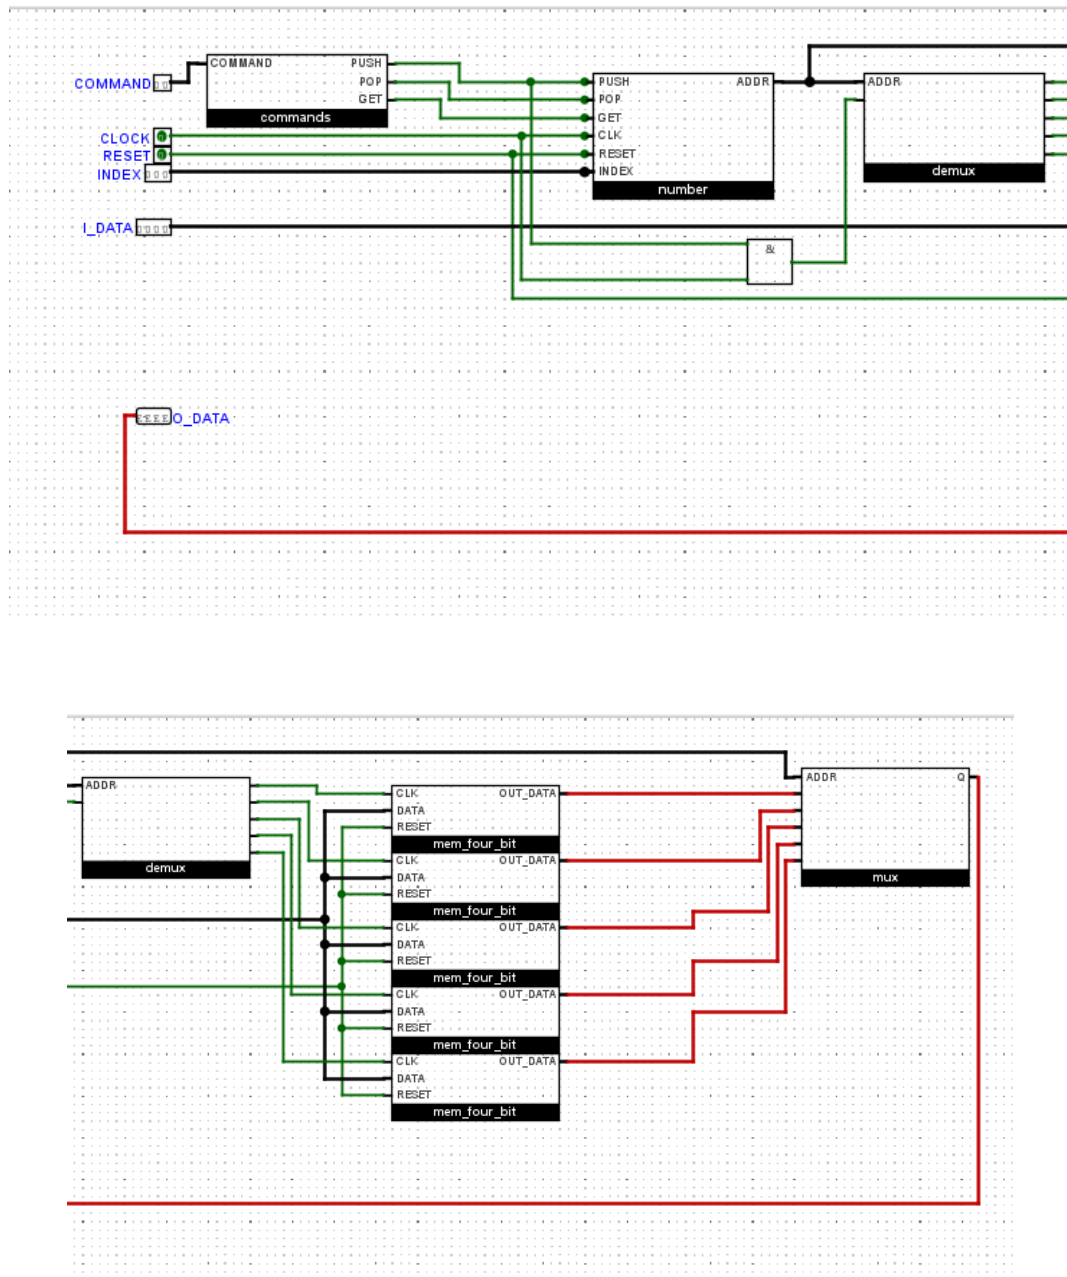 COMMAND
COMMAND PUSH
POP
GET
commands
CLOCK
RESET
INDEX
I_DATA
PUSH ADDR
POP
GET
CLK
RESET
INDEX
number
ADDR
demux
&
O_DATA
ADDR
demux
CLK OUT_DATA
DATA
RESET
mem_four_bit
CLK OUT_DATA
DATA
RESET
mem_four_bit
CLK OUT_DATA
DATA
RESET
mem_four_bit
CLK OUT_DATA
DATA
RESET
mem_four_bit
CLK OUT_DATA
DATA
RESET
mem_four_bit
ADDR Q
mux